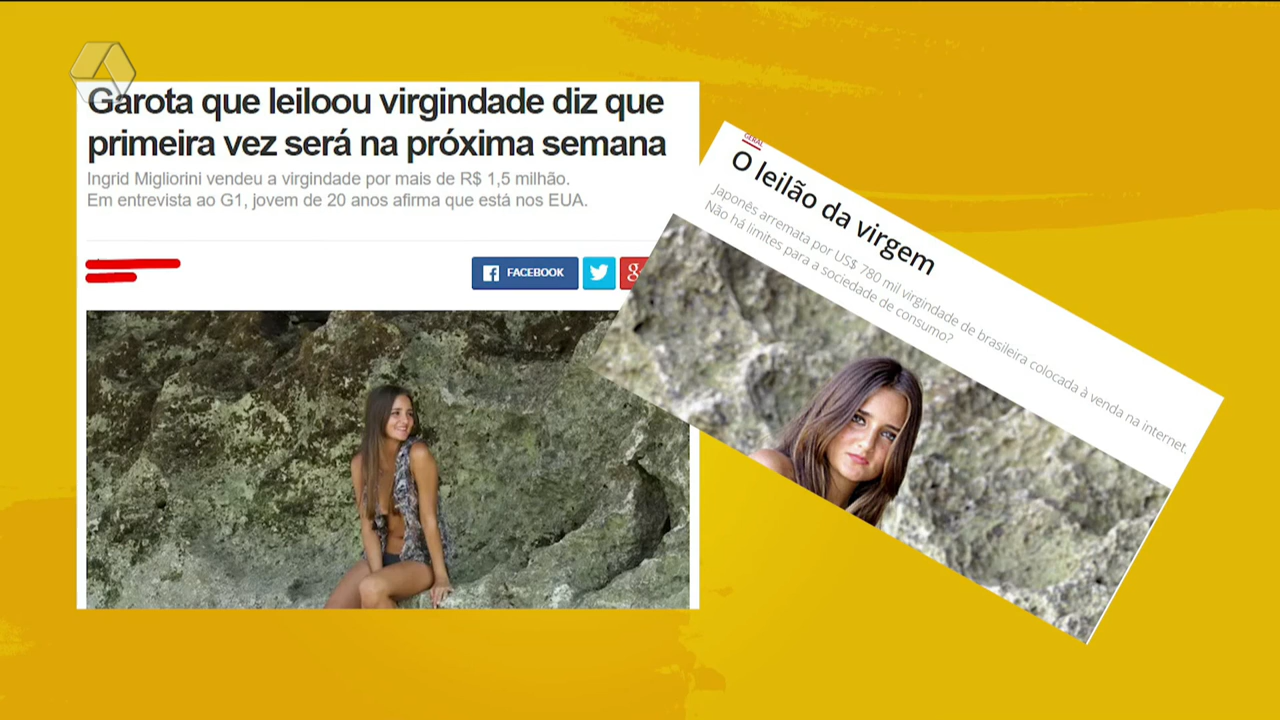 Garota que leiloou virgindade diz que
primeira vez será na próxima semana
Ingrid Migliorini vendeu a virgindade por mais de R$ 1,5 milhão.
Em entrevista ao G1, jovem de 20 anos afirma que está nos EUA.
FACEBOOK
g
GERAL
O leilão da virgem
Japonês arremata por US$ 780 mil virgindade de brasileira colocada à venda na internet.
Não há limites para a sociedade de consumo?